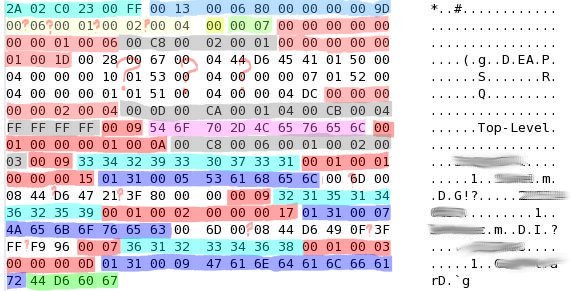 2A 02 C0 23 00 FF 00 13 00 06 80 00 00 00 00 9D *..#............
00?06?00 01?00 02?00 04 00 00 07 00 00 00 00 00 ................
00 00 01 00 06 00 C8 00 02 00 01 00 00 00 00 00 ................
01 00 1D 00 28 00 67 00 04 44 D6 45 41 01 50 00 ....(.g..D.EA.P.
04 00 00 00 10 01 53 00 04 00 00 00 07 01 52 00 ......S.......R.
04 00 00 00 01 01 51 00 04 00 00 04 DC 00 00 00 ......Q.........
00 00 02 00 04 00 0D 00 CA 00 01 04 00 CB 00 04 ................
FF FF FF FF 00 09 54 6F 70 2D 4C 65 76 65 6C 00 ......Top-Level.
01 00 00 00 01 00 0A 00 C8 00 06 00 01 00 02 00 ................
03 00 09 33 34 32 39 33 30 37 33 31 00 01 00 01 ... ....
00 00 00 15 01 31 00 05 53 61 68 65 6C 00 6D 00 .....1.. .m.
08 44 D6 47 21?3F 80 00 00 00 09 32 31 35 31 34 .D.G!?.....2
36 32 35 39 00 01 00 02 00 00 00 17 01 31 00 07 .........1..
4A 65 6B 6F 76 65 63 00 6D 00?08 44 D6 49 0F?3F .m..D.I.?
FF?F9 96 00 07 36 31 32 33 34 36 38 00 01 00 03 ..... ....
00 00 00 0D 01 31 00 09 47 61 6E 64 61 6C 66 61 .....1.. a
72 44 D6 60 67 rD.`g